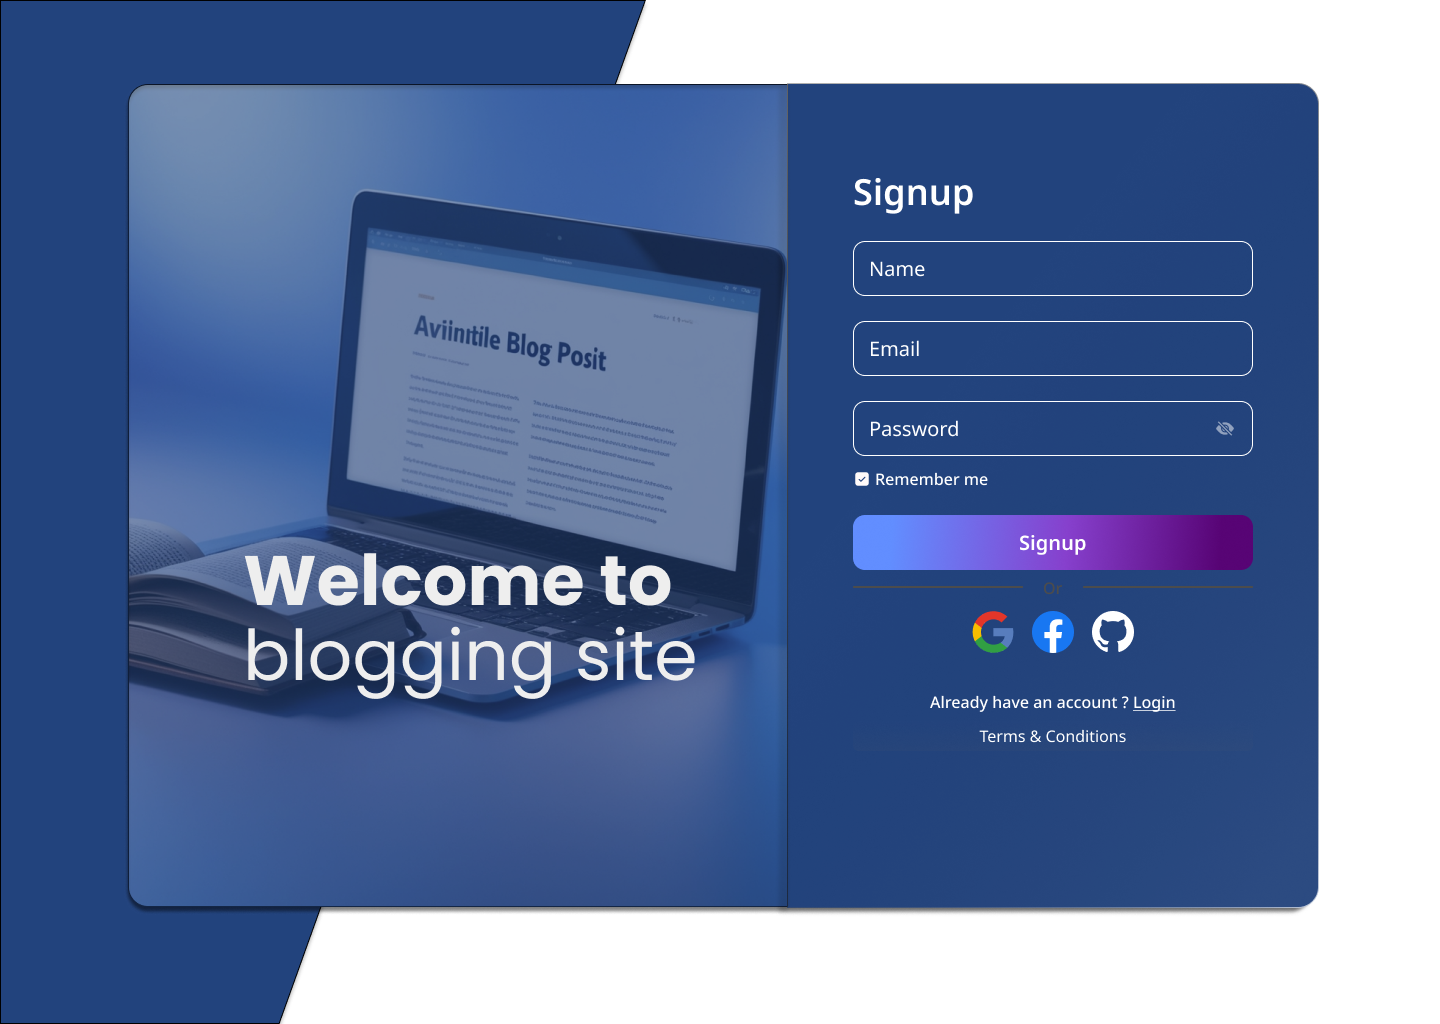 Aviintile Blog Posit
Welcome to
blogging site
Signup
Name
Email
Password
Remember me
Signup
Or
Already have an account ? Login
Terms & Conditions